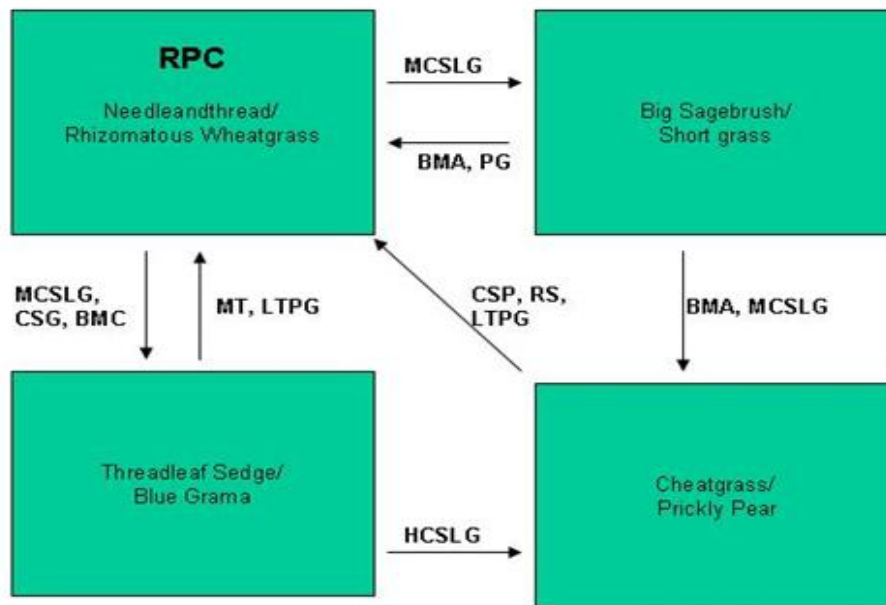 RPC
Needleandthread/
Rhizomatous Wheatgrass
MCSLG
BMA, PG
Big Sagebrush/
Short grass
MCSLG,
CSG, BMC
MT, LTPG
CSP, RS,
LTPG
BMA, MCSLG
Threadleaf Sedge/
Blue Grama
HCSLG
Cheatgrass/
Prickly Pear